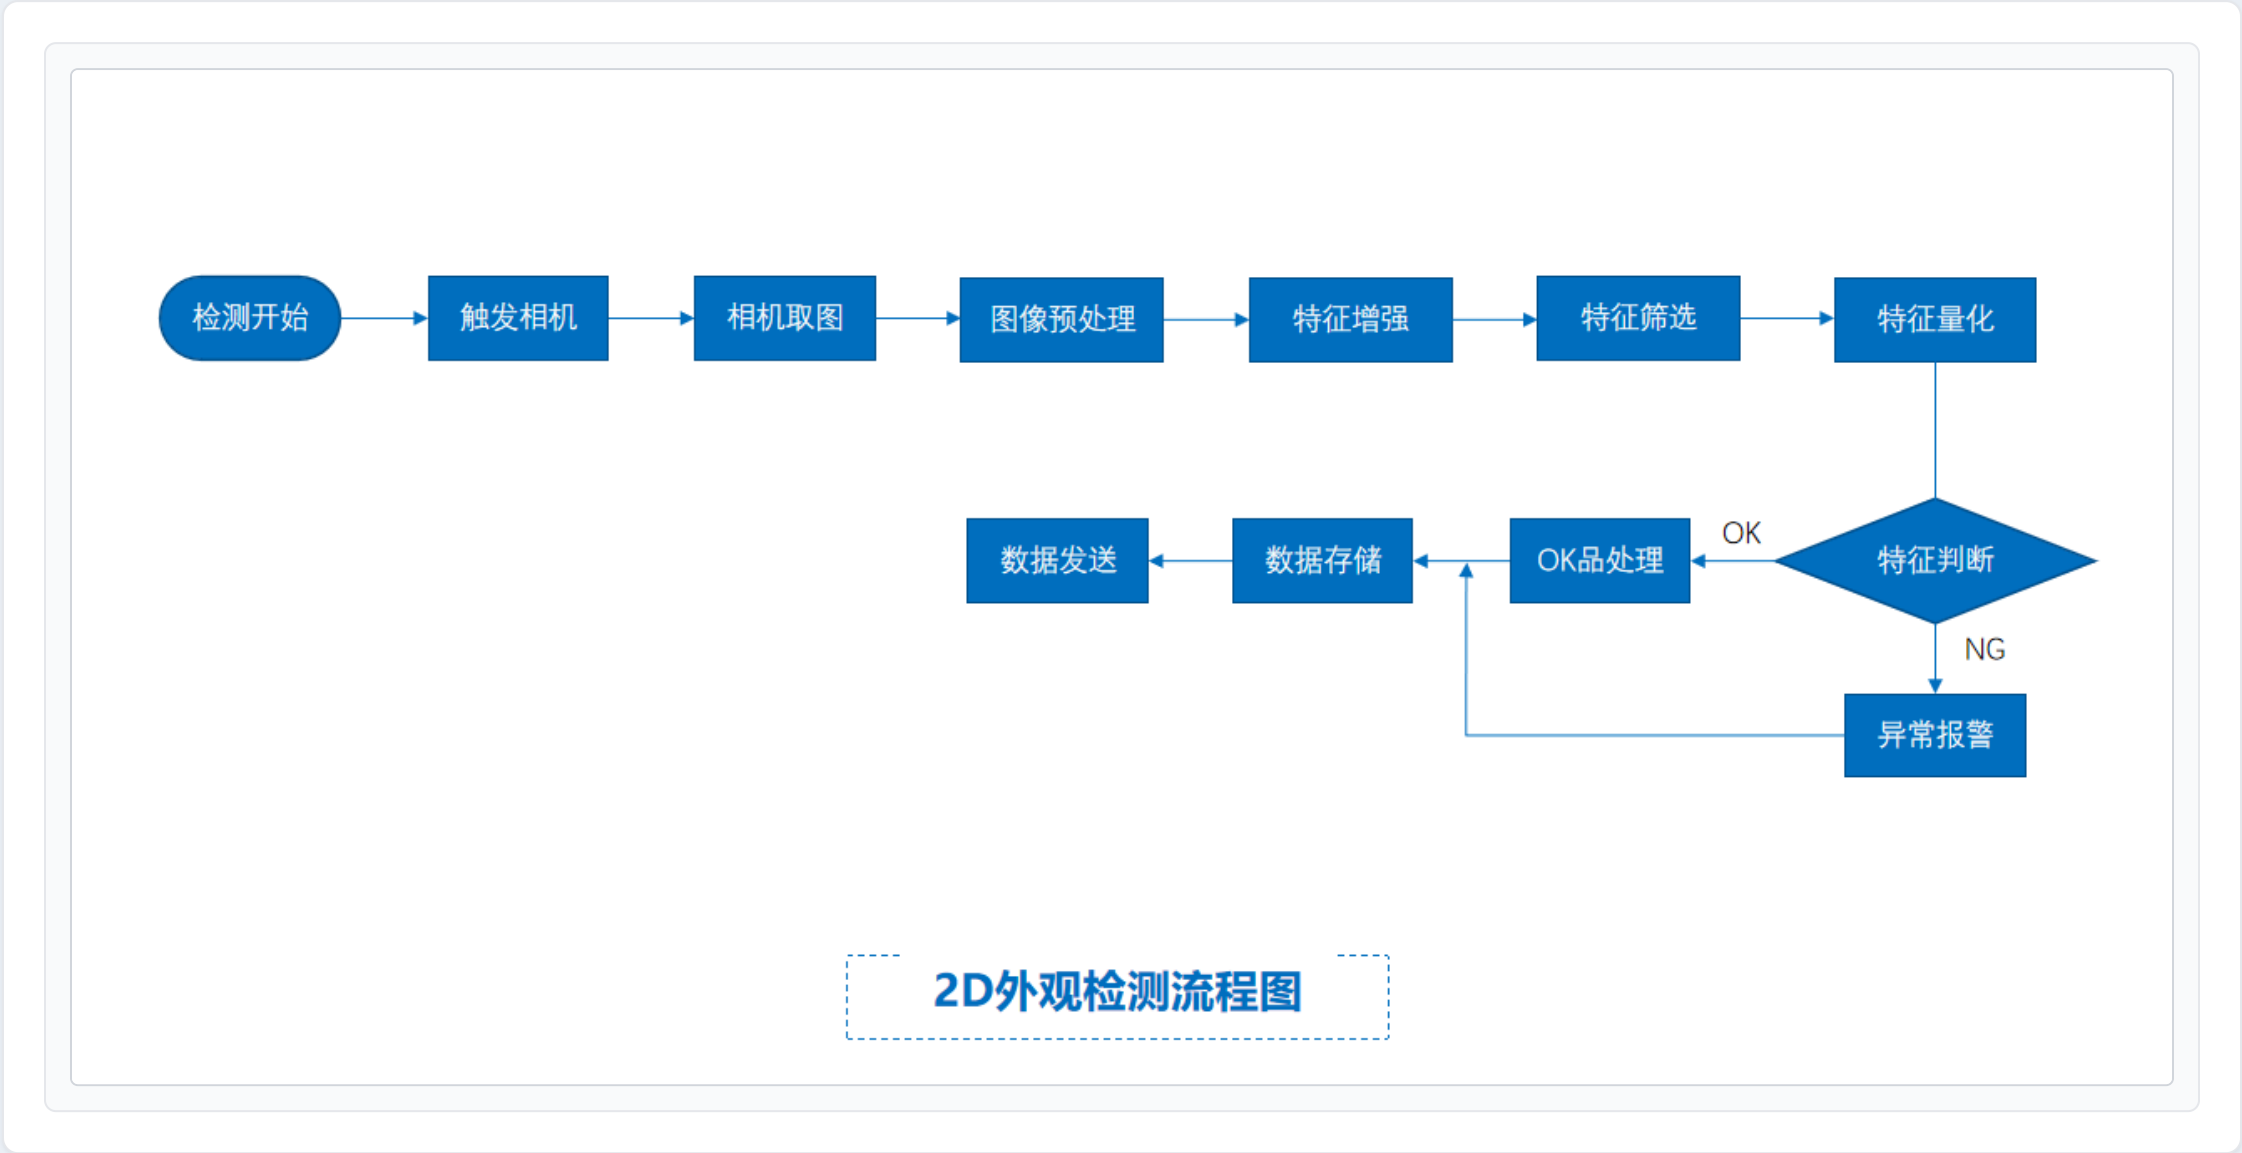 检测开始
触发相机
相机取图
图像预处理
特征增强
特征筛选
特征量化
数据发送
数据存储
OK品处理
OK
特征判断
NG
异常报警
2D外观检测流程图